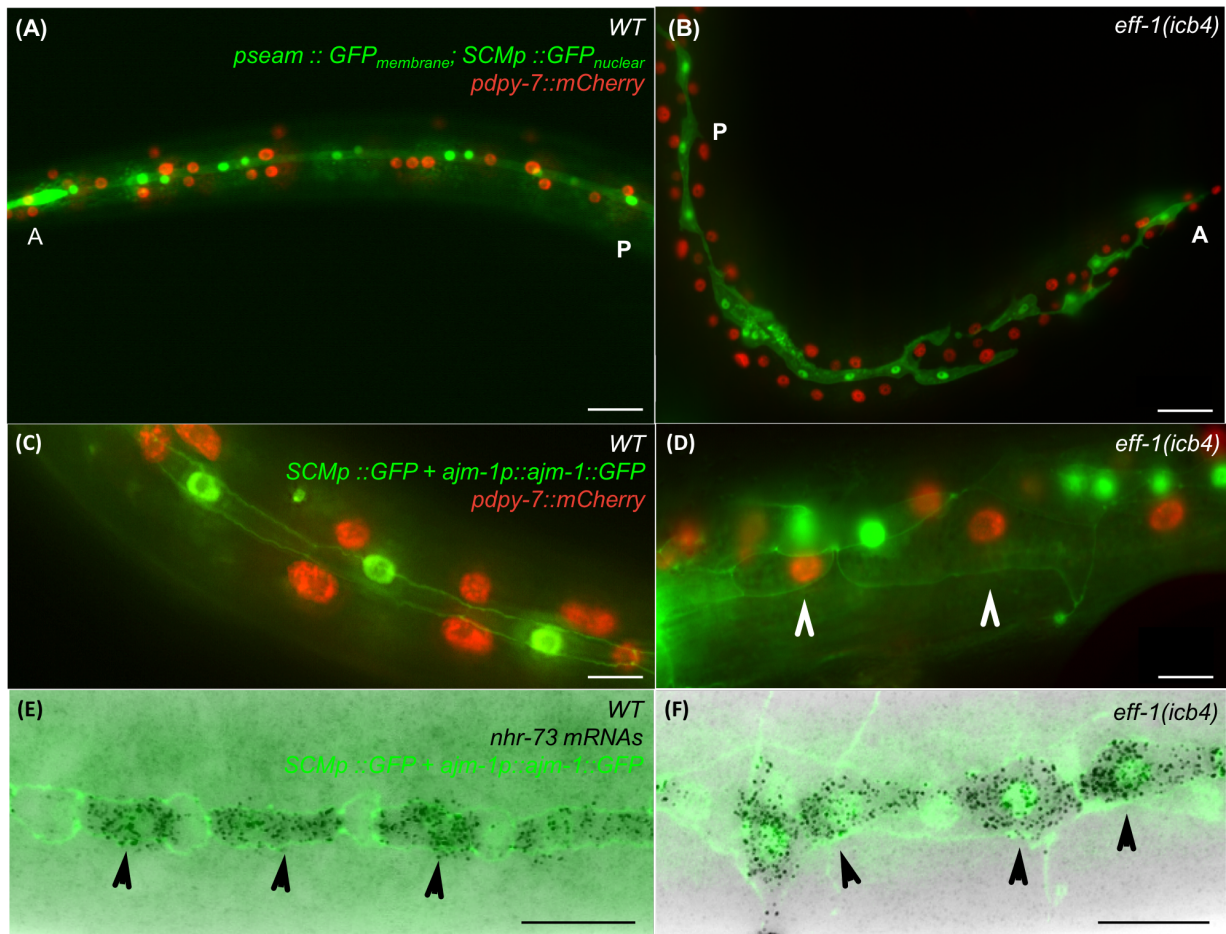 (A)
WT
pseam :: GFPmembrane; SCMp ::GFPnuclear
pdpy-7::mCherry
A
P
(B)
eff-1(icb4)
P
A
(C)
WT
SCMp ::GFP + ajm-1p::ajm-1::GFP
pdpy-7::mCherry
(D)
eff-1(icb4)
(E)
WT
nhr-73 mRNAs
SCMp ::GFP + ajm-1p::ajm-1::GFP
(F)
eff-1(icb4)